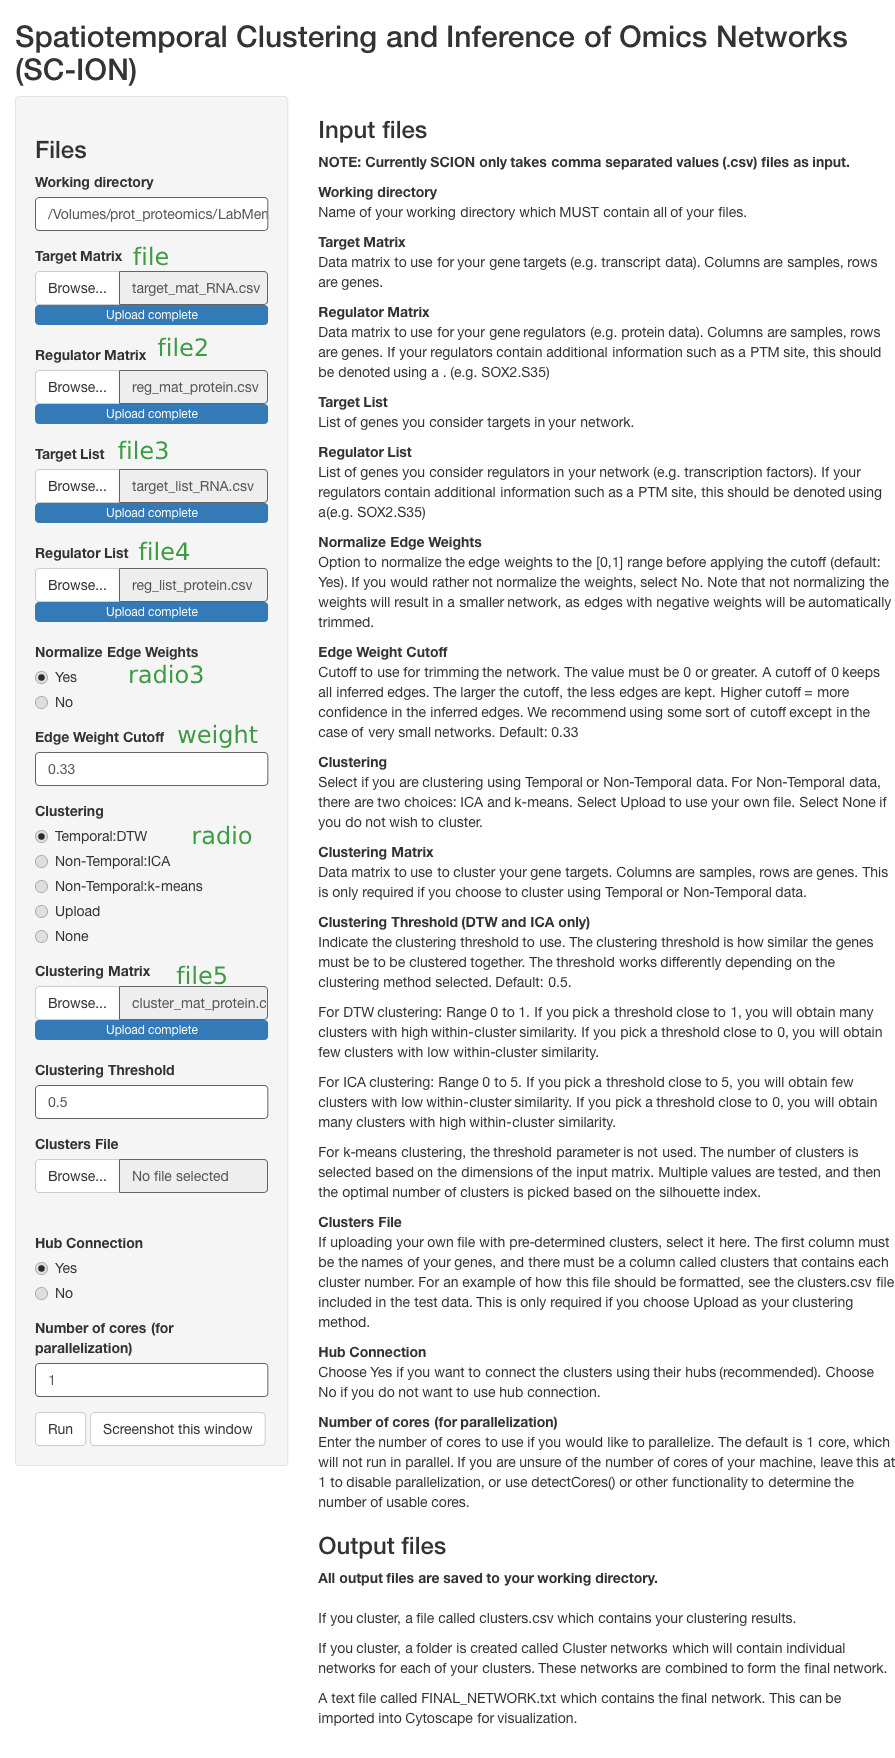 Spatiotemporal Clustering and Inference of Omics Networks
(SC-ION)
Files
Working directory
/Volumes/prot_proteomics/LabMem
Target Matrix file
Browse... target_mat_RNA.csv
Upload complete
Regulator Matrix file2
Browse... reg_mat_protein.csv
Upload complete
Target List file3
Browse... target_list_RNA.csv
Upload complete
Regulator List file4
Browse... reg_list_protein.csv
Upload complete
Normalize Edge Weights
Yes radio3
No
Edge Weight Cutoff weight
0.33
Clustering
Temporal:DTW radio
Non-Temporal:ICA
Non-Temporal:k-means
Upload
None
Clustering Matrix file5
Browse... cluster_mat_protein.c
Upload complete
Clustering Threshold
0.5
Clusters File
Browse... No file selected
Hub Connection
Yes
No
Number of cores (for
parallelization)
1
Run Screenshot this window
Input files
NOTE: Currently SCION only takes comma separated values (.csv) files as input.
Working directory
Name of your working directory which MUST contain all of your files.
Target Matrix
Data matrix to use for your gene targets (e.g. transcript data). Columns are samples, rows
are genes.
Regulator Matrix
Data matrix to use for your gene regulators (e.g. protein data). Columns are samples, rows
are genes. If your regulators contain additional information such as a PTM site, this should
be denoted using a . (e.g. SOX2.S35)
Target List
List of genes you consider targets in your network.
Regulator List
List of genes you consider regulators in your network (e.g. transcription factors). If your
regulators contain additional information such as a PTM site, this should be denoted using
a(e.g. SOX2.S35)
Normalize Edge Weights
Option to normalize the edge weights to the [0,1] range before applying the cutoff (default:
Yes). If you would rather not normalize the weights, select No. Note that not normalizing the
weights will result in a smaller network, as edges with negative weights will be automatically
trimmed.
Edge Weight Cutoff
Cutoff to use for trimming the network. The value must be 0 or greater. A cutoff of 0 keeps
all inferred edges. The larger the cutoff, the less edges are kept. Higher cutoff = more
confidence in the inferred edges. We recommend using some sort of cutoff except in the
case of very small networks. Default: 0.33
Clustering
Select if you are clustering using Temporal or Non-Temporal data. For Non-Temporal data,
there are two choices: ICA and k-means. Select Upload to use your own file. Select None if
you do not wish to cluster.
Clustering Matrix
Data matrix to use to cluster your gene targets. Columns are samples, rows are genes. This
is only required if you choose to cluster using Temporal or Non-Temporal data.
Clustering Threshold (DTW and ICA only)
Indicate the clustering threshold to use. The clustering threshold is how similar the genes
must be to be clustered together. The threshold works differently depending on the
clustering method selected. Default: 0.5.
For DTW clustering: Range 0 to 1. If you pick a threshold close to 1, you will obtain many
clusters with high within-cluster similarity. If you pick a threshold close to 0, you will obtain
few clusters with low within-cluster similarity.
For ICA clustering: Range 0 to 5. If you pick a threshold close to 5, you will obtain few
clusters with low within-cluster similarity. If you pick a threshold close to 0, you will obtain
many clusters with high within-cluster similarity.
For k-means clustering, the threshold parameter is not used. The number of clusters is
selected based on the dimensions of the input matrix. Multiple values are tested, and then
the optimal number of clusters is picked based on the silhouette index.
Clusters File
If uploading your own file with pre-determined clusters, select it here. The first column must
be the names of your genes, and there must be a column called clusters that contains each
cluster number. For an example of how this file should be formatted, see the clusters.csv file
included in the test data. This is only required if you choose Upload as your clustering
method.
Hub Connection
Choose Yes if you want to connect the clusters using their hubs (recommended). Choose
No if you do not want to use hub connection.
Number of cores (for parallelization)
Enter the number of cores to use if you would like to parallelize. The default is 1 core, which
will not run in parallel. If you are unsure of the number of cores of your machine, leave this at
1 to disable parallelization, or use detectCores() or other functionality to determine the
number of usable cores.
Output files
All output files are saved to your working directory.
If you cluster, a file called clusters.csv which contains your clustering results.
If you cluster, a folder is created called Cluster networks which will contain individual
networks for each of your clusters. These networks are combined to form the final network.
A text file called FINAL_NETWORK.txt which contains the final network. This can be
imported into Cytoscape for visualization.